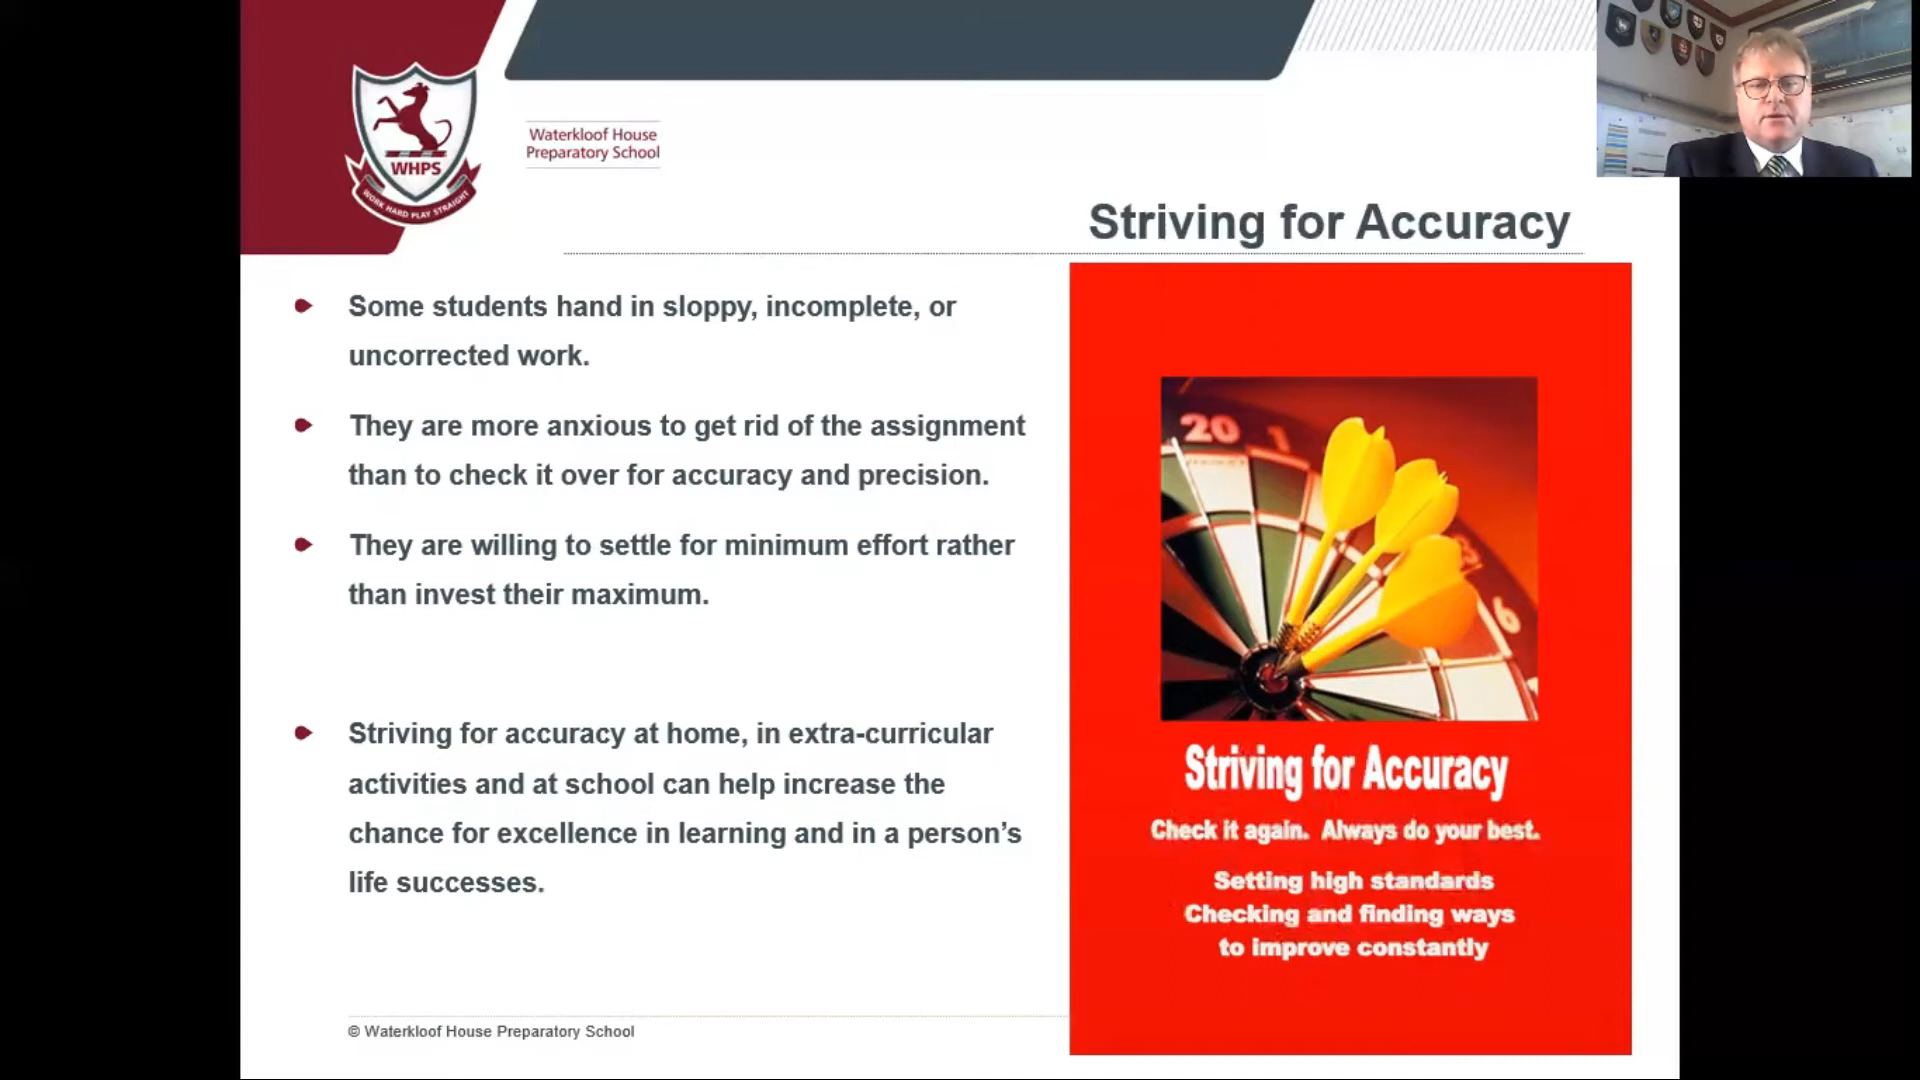 WHPS
WORK HARD PLAY STRAIGHT
Waterkloof House
Preparatory School
Striving for Accuracy
Some students hand in sloppy, incomplete, or
uncorrected work.
They are more anxious to get rid of the assignment
than to check it over for accuracy and precision.
They are willing to settle for minimum effort rather
than invest their maximum.
Striving for accuracy at home, in extra-curricular
activities and at school can help increase the
chance for excellence in learning and in a person’s
life successes.
© Waterkloof House Preparatory School
20 1
6
Striving for Accuracy
Check it again. Always do your best.
Setting high standards
Checking and finding ways
to improve constantly